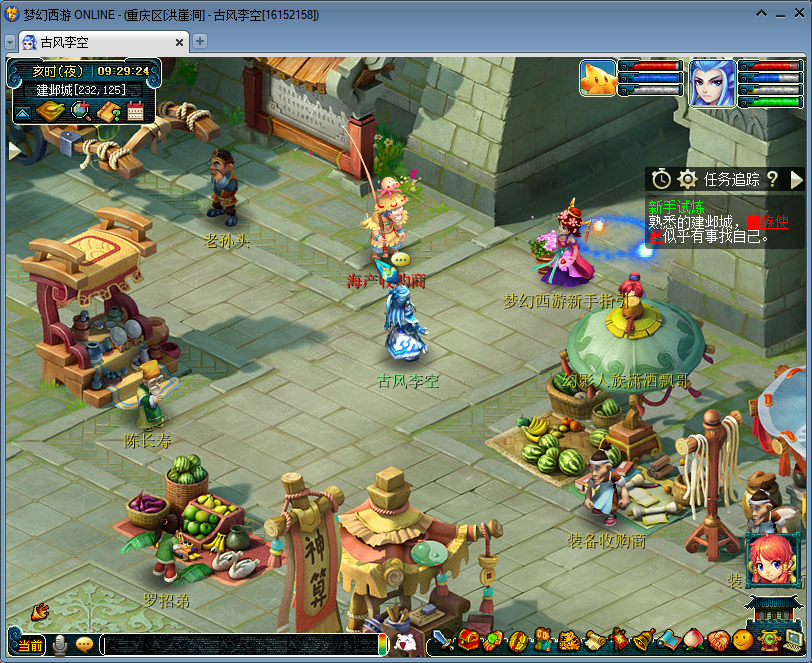 梦幻西游 ONLINE - (重庆区[洪崖洞] - 古风李空[16152158])
古风李空
亥时(夜) 09:29:24
建邺城[232,125]
任务追踪 ?
新手试炼
熟悉的建邺城，
似乎有事找自己。
老孙头
海产收购商
梦幻西游新手指引
古风李空
幻影人族潇洒飘哥
陈长寿
装备收购商
神算
装
罗招弟
当前